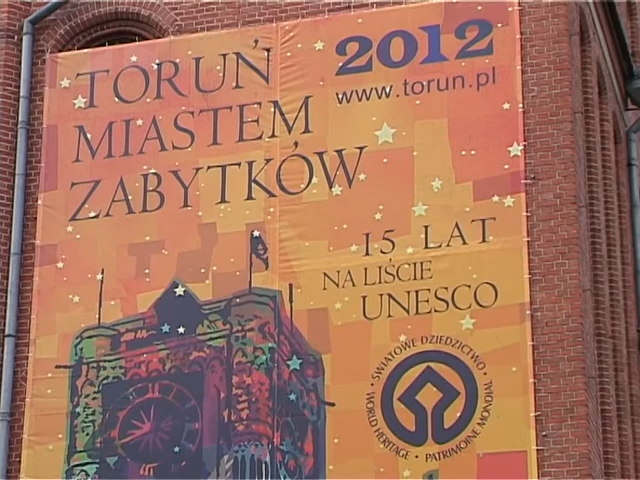 TORUŃ
MIASTEM
ZABYTKÓW
2012
www.torun.pl
15 LAT
NA LIŚCIE
UNESCO
• ŚWIATOWE DZIEDZICTWO • WORLD HERITAGE • PATRIMOINE MONDIAL